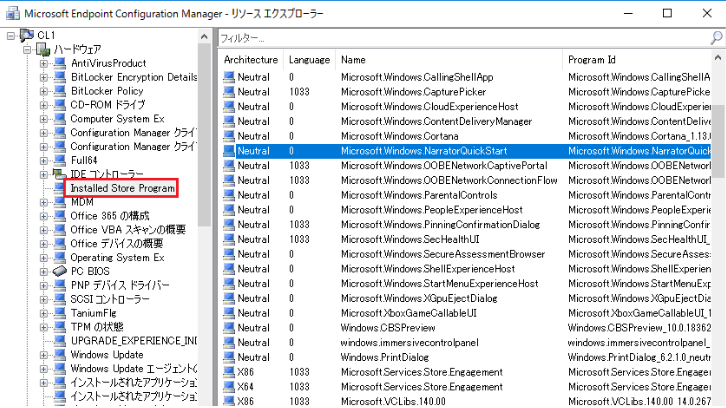 Microsoft Endpoint Configuration Manager - リソース エクスプローラー
CL1
ハードウェア
AntiVirusProduct
BitLocker Encryption Details
BitLocker Policy
CD-ROM ドライブ
Computer System Ex
Configuration Manager クライ
Configuration Manager クライ
Full64
IDE コントローラー
Installed Store Program
MDM
Office 365 の構成
Office VBA スキャンの概要
Office デバイスの概要
Operating System Ex
PC BIOS
PNP デバイス ドライバー
SCSI コントローラー
TaniumFlg
TPM の状態
UPGRADE_EXPERIENCE_INI
Windows Update
Windows Update エージェント
インストールされたアプリケーショ
インストールされたアプリケーショ
フィルター...
Architecture Language Name Program Id
Neutral 0 Microsoft.Windows.CallingShellApp Microsoft.Windows.CallingShellA
Neutral 1033 Microsoft.Windows.CapturePicker Microsoft.Windows.CapturePicke
Neutral 0 Microsoft.Windows.CloudExperienceHost Microsoft.Windows.CloudExperier
Neutral 0 Microsoft.Windows.ContentDeliveryManager Microsoft.Windows.ContentDelive
Neutral 0 Microsoft.Windows.Cortana Microsoft.Windows.Cortana_1.13.
Neutral 0 Microsoft.Windows.NarratorQuickStart Microsoft.Windows.NarratorQuick
Neutral 1033 Microsoft.Windows.OOBENetworkCaptivePortal Microsoft.Windows.OOBENetworl
Neutral 1033 Microsoft.Windows.OOBENetworkConnectionFlow Microsoft.Windows.OOBENetworl
Neutral 0 Microsoft.Windows.ParentalControls Microsoft.Windows.ParentalContr
Neutral 0 Microsoft.Windows.PeopleExperienceHost Microsoft.Windows.PeopleExperie
Neutral 1033 Microsoft.Windows.PinningConfirmationDialog Microsoft.Windows.PinningConfir
Neutral 1033 Microsoft.Windows.SecHealthUI Microsoft.Windows.SecHealthUI_
Neutral 0 Microsoft.Windows.SecureAssessmentBrowser Microsoft.Windows.SecureAsses:
Neutral 0 Microsoft.Windows.ShellExperienceHost Microsoft.Windows.ShellExperien
Neutral 0 Microsoft.Windows.StartMenuExperienceHost Microsoft.Windows.StartMenuExp
Neutral 0 Microsoft.Windows.XGpuEjectDialog Microsoft.Windows.XGpuEjectDia
Neutral 0 Microsoft.XboxGameCallableUI Microsoft.XboxGameCallableUI_1
Neutral 0 Windows.CBSPreview Windows.CBSPreview_10.0.18362
Neutral 0 windows.immersivecontrolpanel windows.immersivecontrolpanel_
Neutral 0 Windows.PrintDialog Windows.PrintDialog_6.2.1.0_neutr
X86 1033 Microsoft.Services.Store.Engagement Microsoft.Services.Store.Engager
X64 1033 Microsoft.Services.Store.Engagement Microsoft.Services.Store.Engager
X86 1033 Microsoft.VCLibs.140.00 Microsoft.VCLibs.140.00_14.0.267